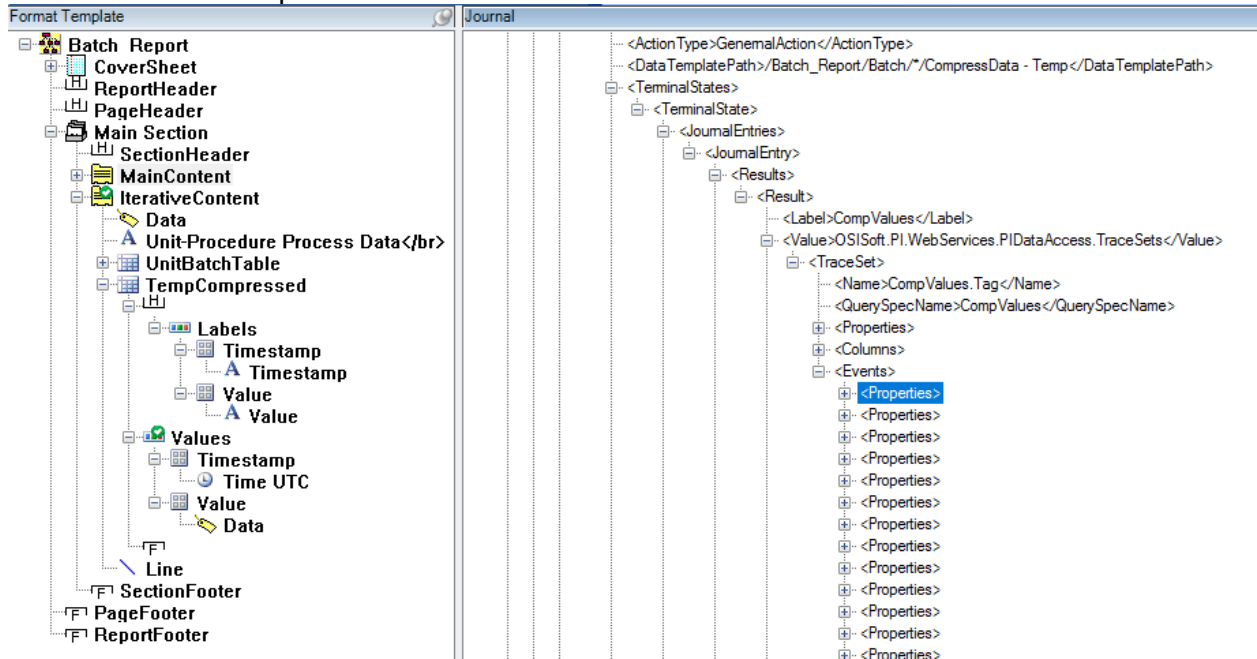 Format Template
Batch Report
CoverSheet
ReportHeader
PageHeader
Main Section
SectionHeader
MainContent
IterativeContent
Data
Unit-Procedure Process Data</br>
UnitBatchTable
TempCompressed
Labels
Timestamp
Timestamp
Value
Value
Values
Timestamp
Time UTC
Value
Data
Line
SectionFooter
PageFooter
ReportFooter
Journal
<ActionType>GenemalAction</ActionType>
<DataTemplatePath>/Batch_Report/Batch/*/CompressData - Temp</DataTemplatePath>
<TerminalStates>
<TerminalState>
<JournalEntries>
<JournalEntry>
<Results>
<Result>
<Label>CompValues</Label>
<Value>OSISoft.PI.WebServices.PIDataAccess.TraceSets</Value>
<TraceSet>
<Name>CompValues.Tag</Name>
<QuerySpecName>CompValues</QuerySpecName>
<Properties>
<Columns>
<Events>
<Properties>
<Properties>
<Properties>
<Properties>
<Properties>
<Properties>
<Properties>
<Properties>
<Properties>
<Properties>
<Properties>
<Properties>
<Properties>